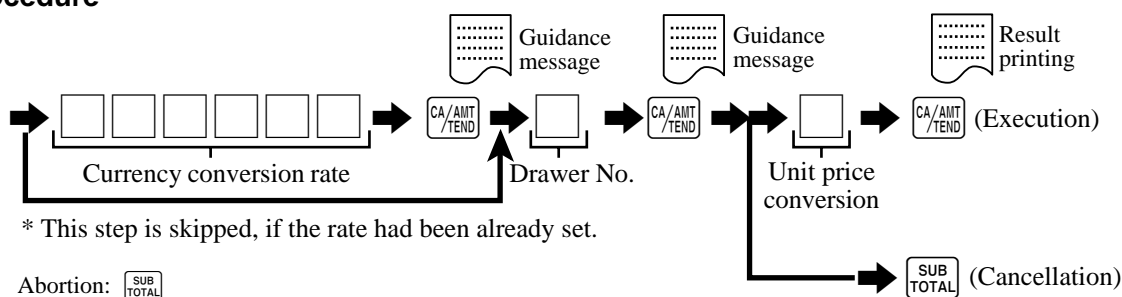 Guidance
message
Guidance
message
Result
printing
CA/AMT
/TEND
CA/AMT
/TEND
CA/AMT
/TEND
(Execution)
Currency conversion rate
Drawer No.
Unit price
conversion
* This step is skipped, if the rate had been already set.
SUB
TOTAL
(Cancellation)
Abortion:
SUB
TOTAL